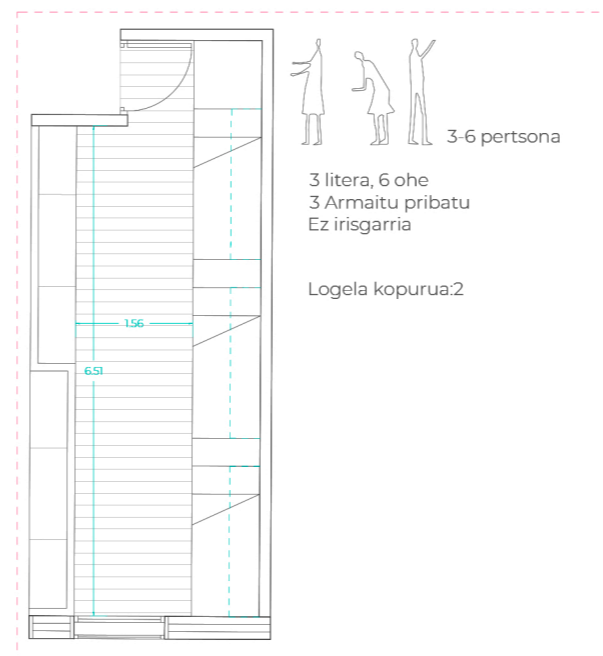 3-6 pertsona
3 litera, 6 ohe
3 Armaitu pribatu
Ez irisgarria
Logela kopurua:2
1.56
6.51